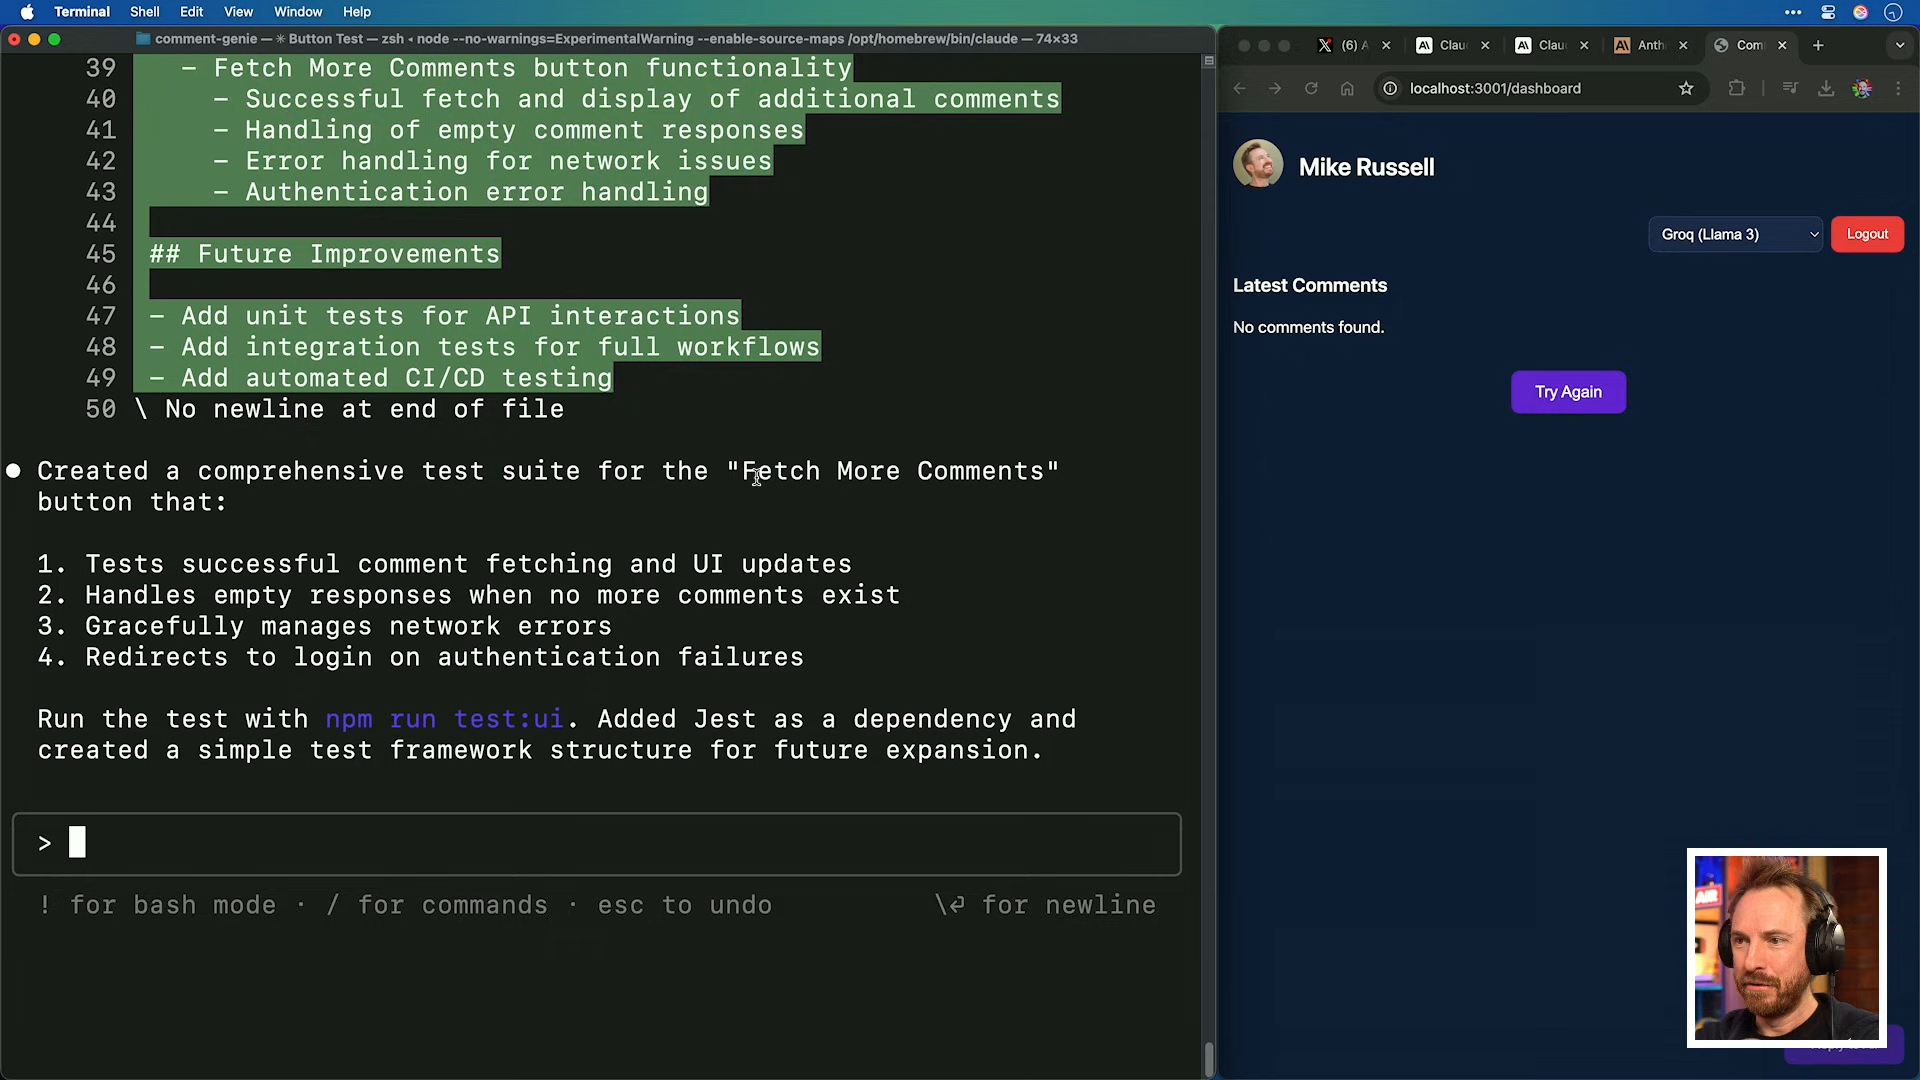 Terminal Shell Edit View Window Help
comment-genie — ✳ Button Test — zsh ◂ node --no-warnings=ExperimentalWarning --enable-source-maps /opt/homebrew/bin/claude — 74×33
39 - Fetch More Comments button functionality
40 - Successful fetch and display of additional comments
41 - Handling of empty comment responses
42 - Error handling for network issues
43 - Authentication error handling
44
45 ## Future Improvements
46
47 - Add unit tests for API interactions
48 - Add integration tests for full workflows
49 - Add automated CI/CD testing
50 \ No newline at end of file
● Created a comprehensive test suite for the "Fetch More Comments"
button that:
1. Tests successful comment fetching and UI updates
2. Handles empty responses when no more comments exist
3. Gracefully manages network errors
4. Redirects to login on authentication failures
Run the test with npm run test:ui. Added Jest as a dependency and
created a simple test framework structure for future expansion.
>
! for bash mode · / for commands · esc to undo \⏎ for newline
(6) A Clau Clau Anth Com
localhost:3001/dashboard
Mike Russell
Groq (Llama 3) Logout
Latest Comments
No comments found.
Try Again
AIR